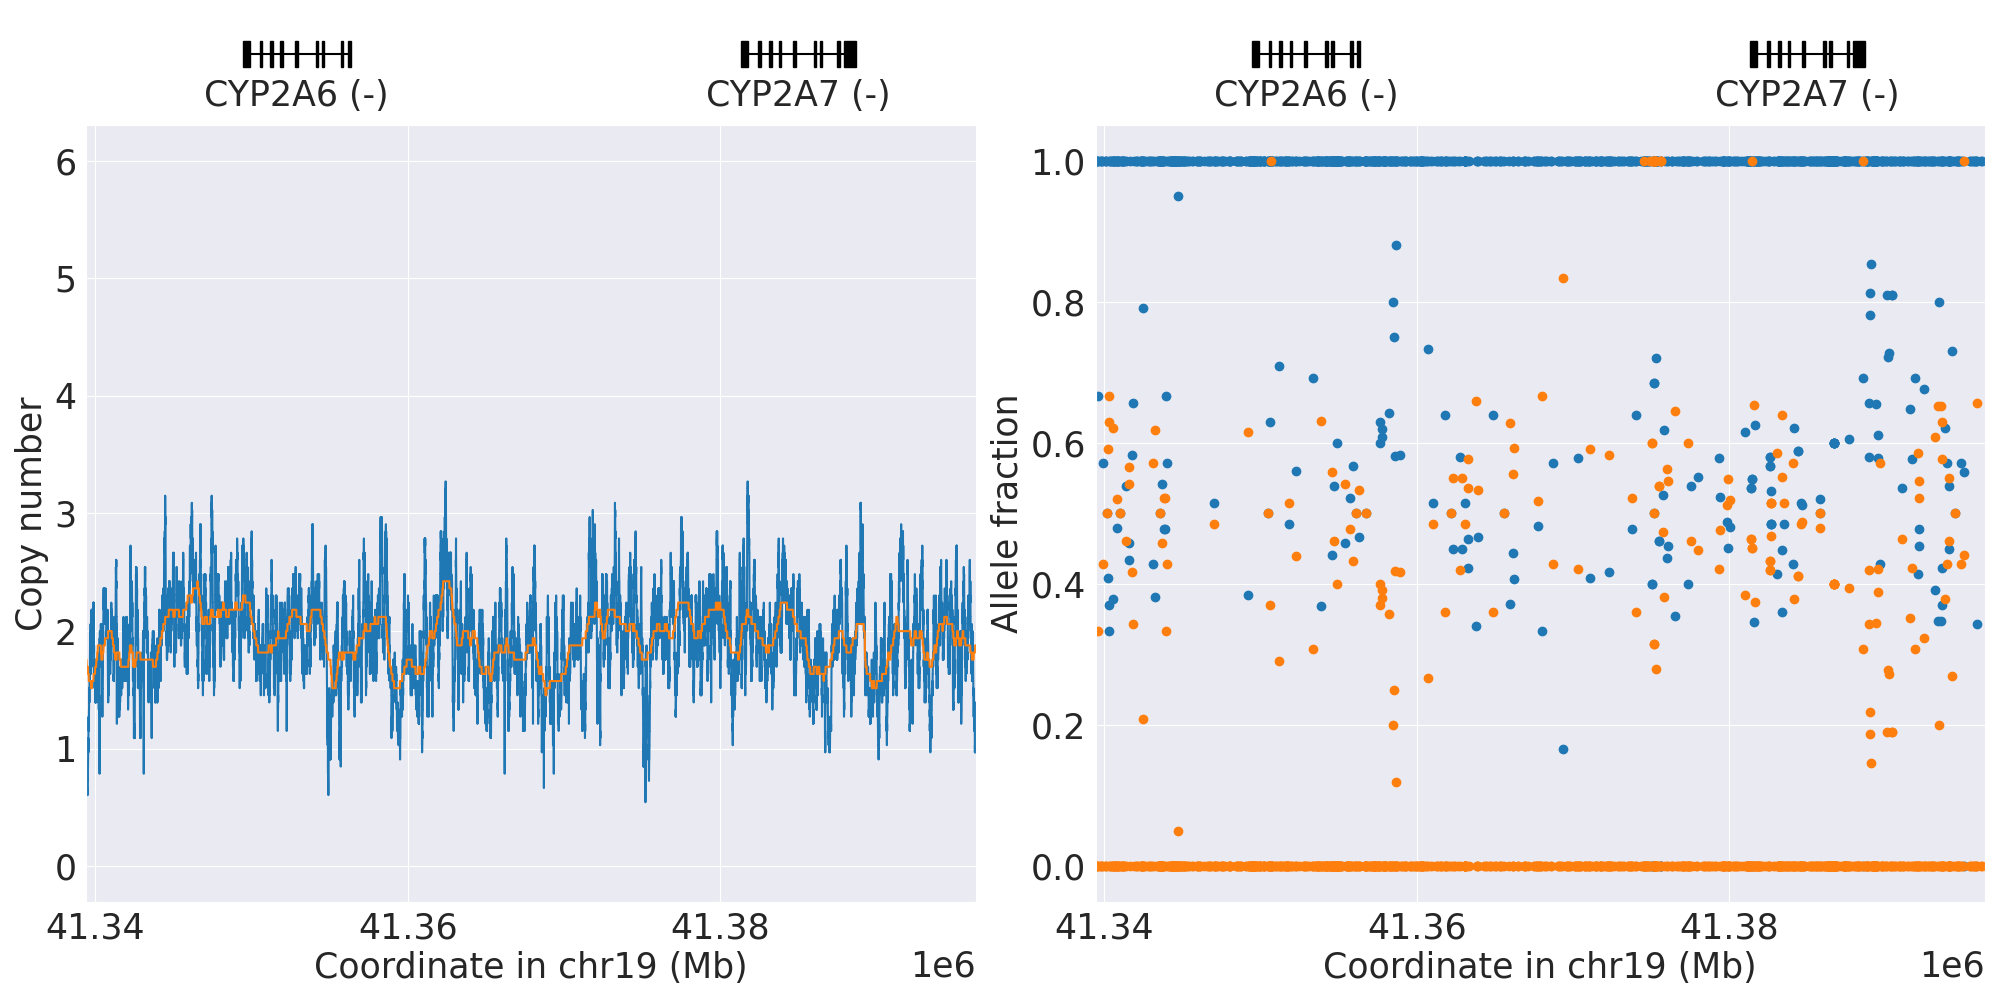 CYP2A6 (-) CYP2A7 (-)
Copy number
6
5
4
3
2
1
0
41.34 41.36 41.38
Coordinate in chr19 (Mb) 1e6
CYP2A6 (-) CYP2A7 (-)
Allele fraction
1.0
0.8
0.6
0.4
0.2
0.0
41.34 41.36 41.38
Coordinate in chr19 (Mb) 1e6